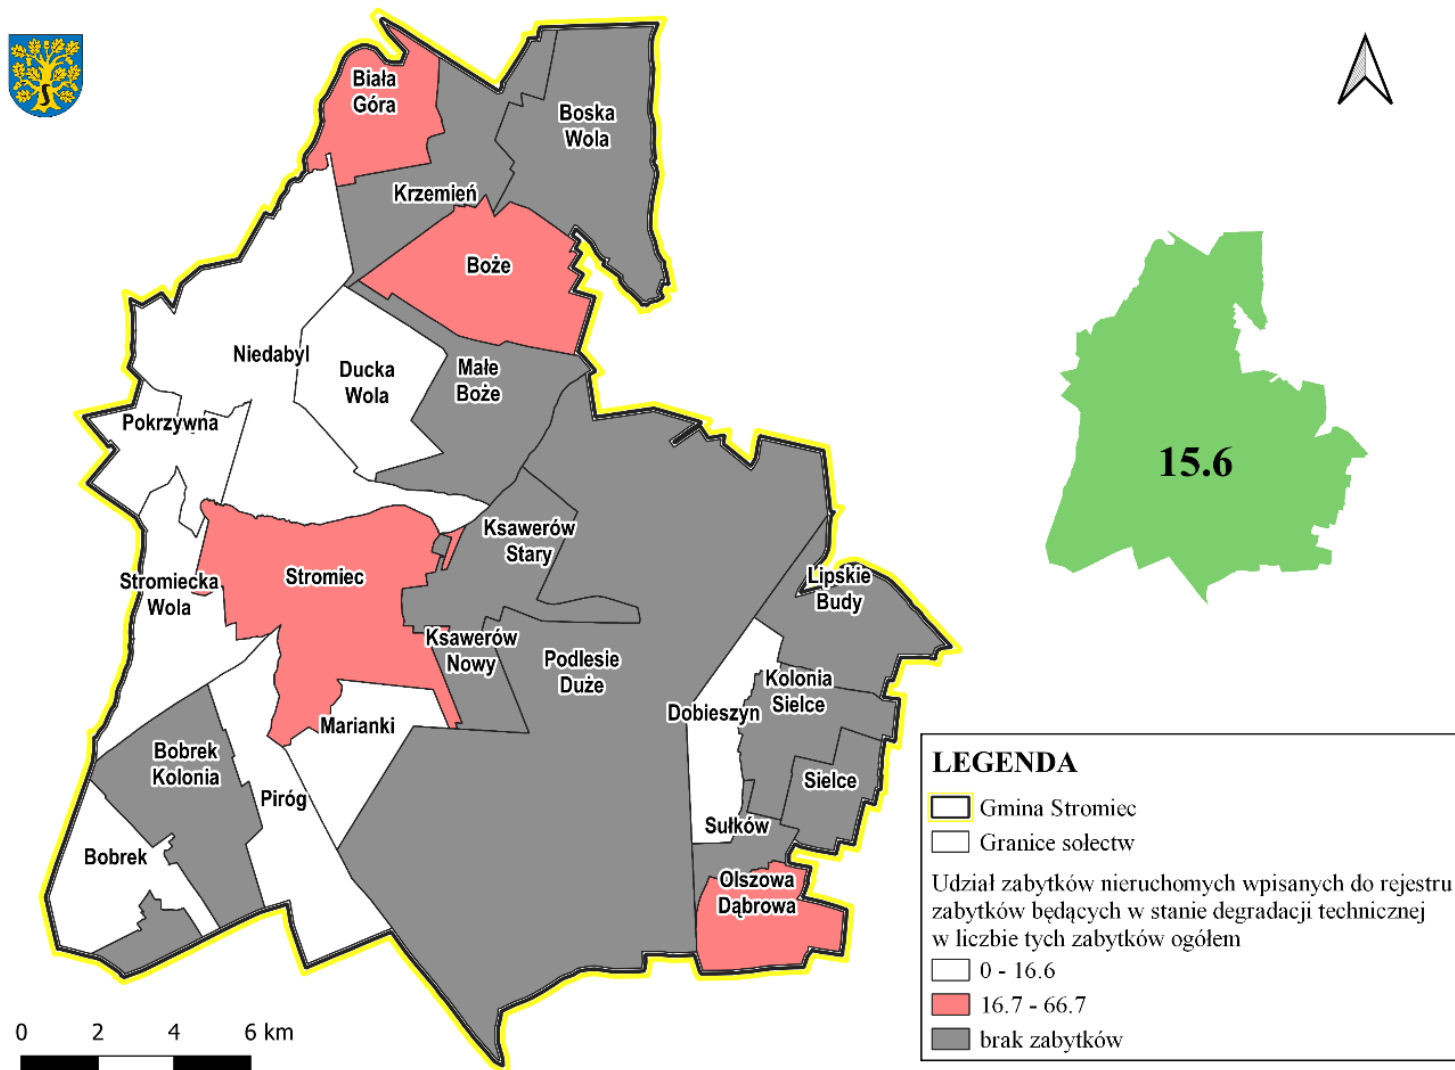 Biała
Góra
Boska
Wola
Krzemień
Boże
Niedabyl
Ducka
Wola
Małe
Boże
Pokrzywna
15.6
Ksawerów
Stary
Stromiec
Stromiecka
Wola
Lipskie
Budy
Ksawerów
Nowy
Podlesie
Duże
Kolonia
Sielce
Dobieszyn
Marianki
Bobrek
Kolonia
Sielce
Piróg
Sułków
Bobrek
Olszowa
Dąbrowa
LEGENDA
Gmina Stromiec
Granice sołectw
Udział zabytków nieruchomych wpisanych do rejestru
zabytków będących w stanie degradacji technicznej
w liczbie tych zabytków ogółem
0 - 16.6
16.7 - 66.7
brak zabytków
0 2 4 6 km